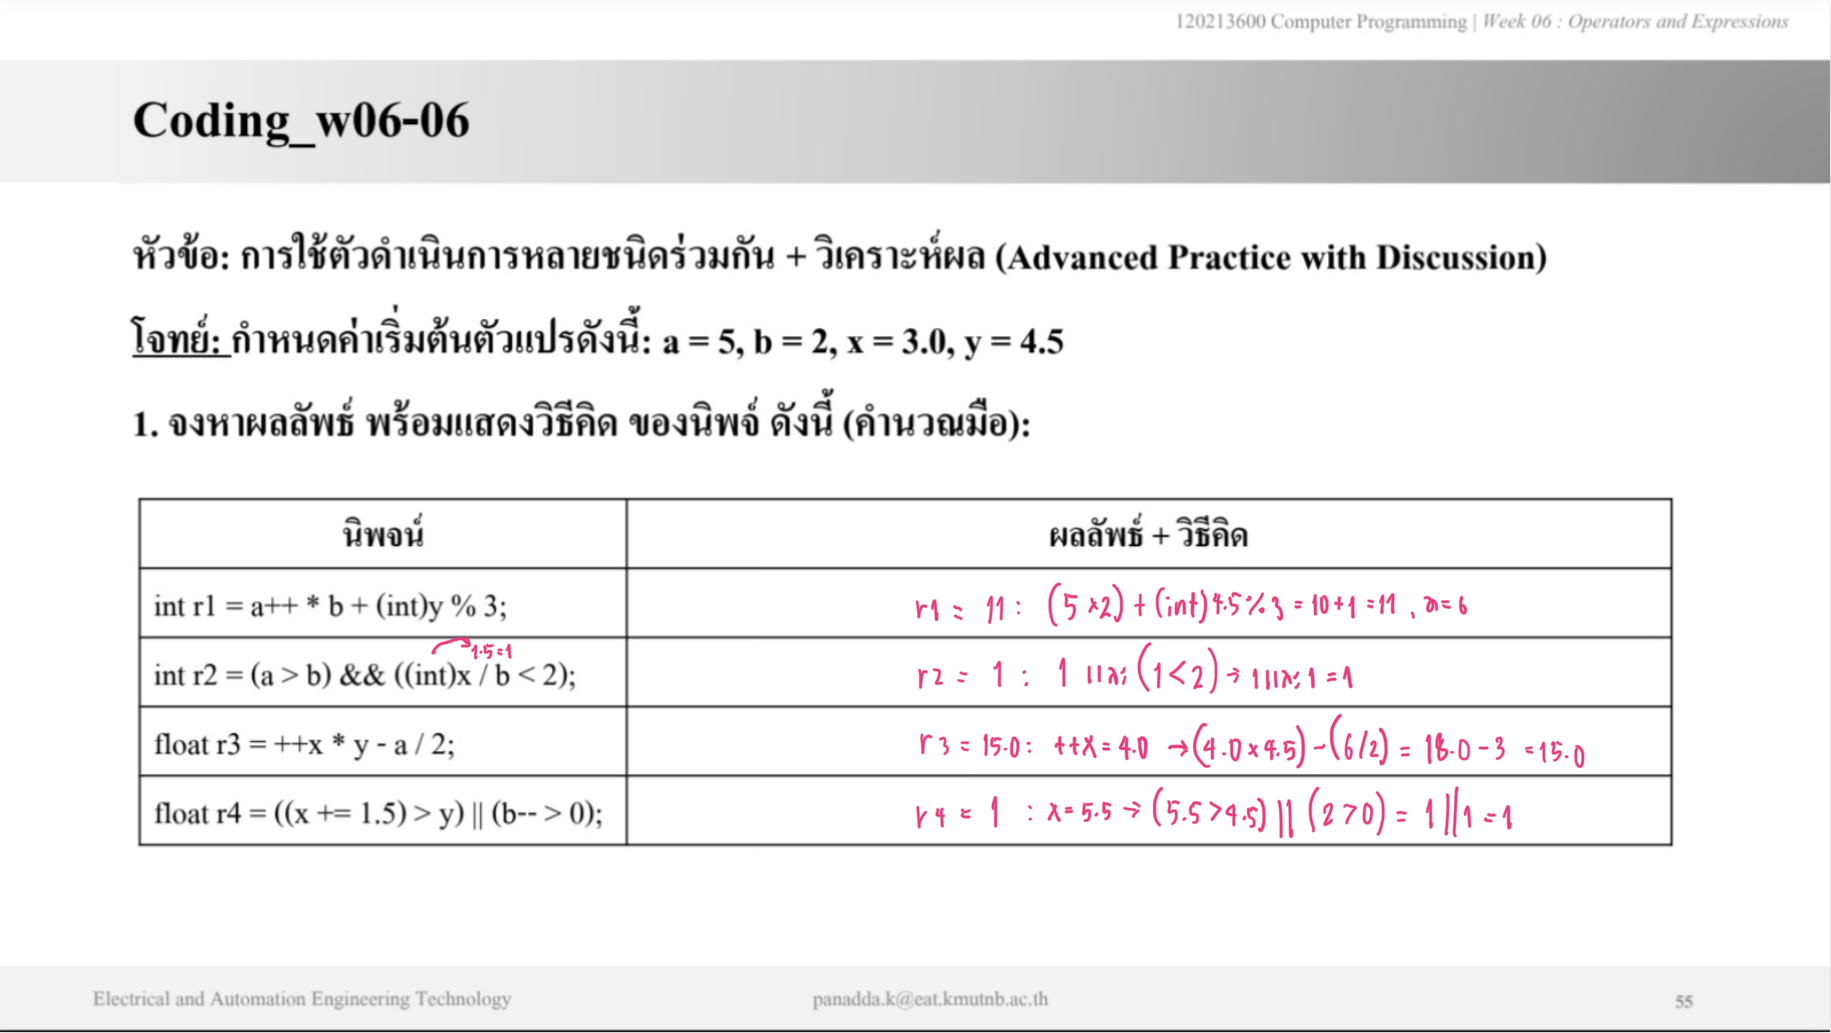 120213600 Computer Programming | Week 06 : Operators and Expressions
Coding_w06-06
หัวข้อ: การใช้ตัวดำเนินการหลายชนิดร่วมกัน + วิเคราะห์ผล (Advanced Practice with Discussion)
โจทย์: กำหนดค่าเริ่มต้นตัวแปรดังนี้: a = 5, b = 2, x = 3.0, y = 4.5
1. จงหาผลลัพธ์ พร้อมแสดงวิธีคิด ของนิพจ์ ดังนี้ (คำนวณมือ):
นิพจน์ ผลลัพธ์ + วิธีคิด
int r1 = a++ * b + (int)y % 3; r1 = 11 : (5 ×2) + (int)4.5 % 3 = 10+1 =11 , a= 6
1.5=1
int r2 = (a > b) && ((int)x / b < 2); r2 = 1 : 1 และ (1<2) → 1 และ 1 = 1
float r3 = ++x * y - a / 2; r3 = 15.0 : ++x = 4.0 → (4.0 × 4.5) - (6/2) = 18.0 - 3 = 15.0
float r4 = ((x += 1.5) > y) || (b-- > 0); r4 = 1 : x = 5.5 → (5.5 >4.5) || (2 >0) = 1 || 1 = 1
Electrical and Automation Engineering Technology panadda.k@eat.kmutnb.ac.th 55